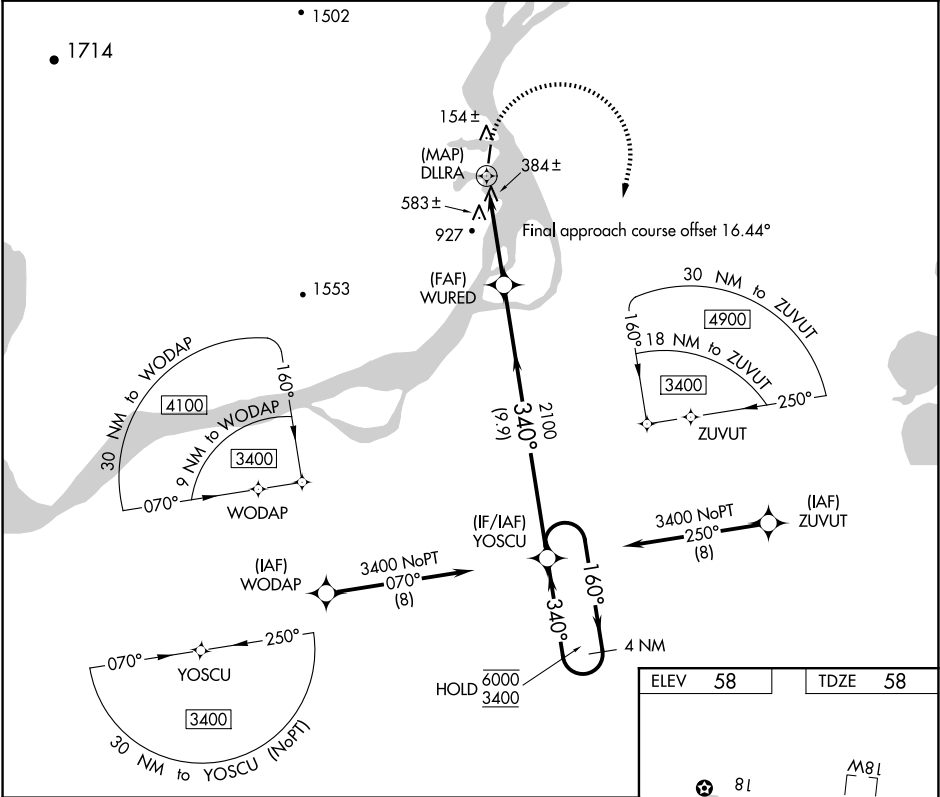 1502
1714
154±
(MAP)
DLLRA
384±
583±
927
Final approach course offset 16.44°
(FAF)
WURED
1553
30 NM to ZUVUT
4900
160°
18 NM to ZUVUT
3400
250°
ZUVUT
30 NM to WODAP
4100
160°
9 NM to WODAP
3400
070°
WODAP
2100
340°
(9.9)
(IF/IAF)
YOSCU
3400 NoPT
250°
(8)
(IAF)
ZUVUT
(IAF)
WODAP
3400 NoPT
070°
(8)
340°
160°
4 NM
HOLD
6000
3400
070°
250°
YOSCU
3400
30 NM to YOSCU (NoPT)
ELEV 58
TDZE 58
18
18W